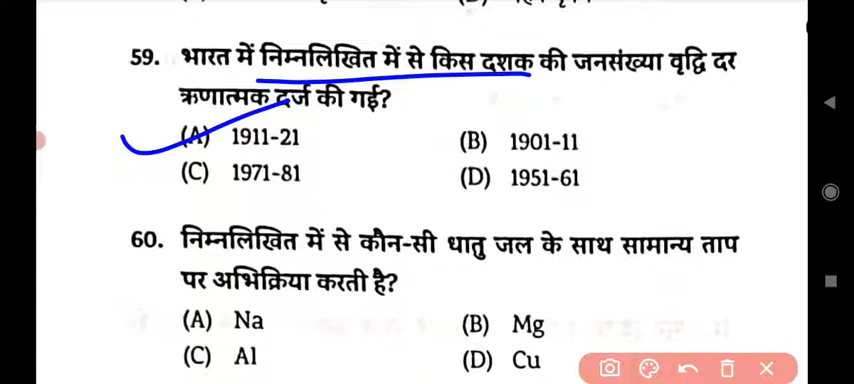 59. भारत में निम्नलिखित में से किस दशक की जनसंख्या वृद्धि दर
ऋणात्मक दर्ज की गई?
(A) 1911-21 (B) 1901-11
(C) 1971-81 (D) 1951-61
60. निम्नलिखित में से कौन-सी धातु जल के साथ सामान्य ताप
पर अभिक्रिया करती है?
(A) Na (B) Mg
(C) Al (D) Cu